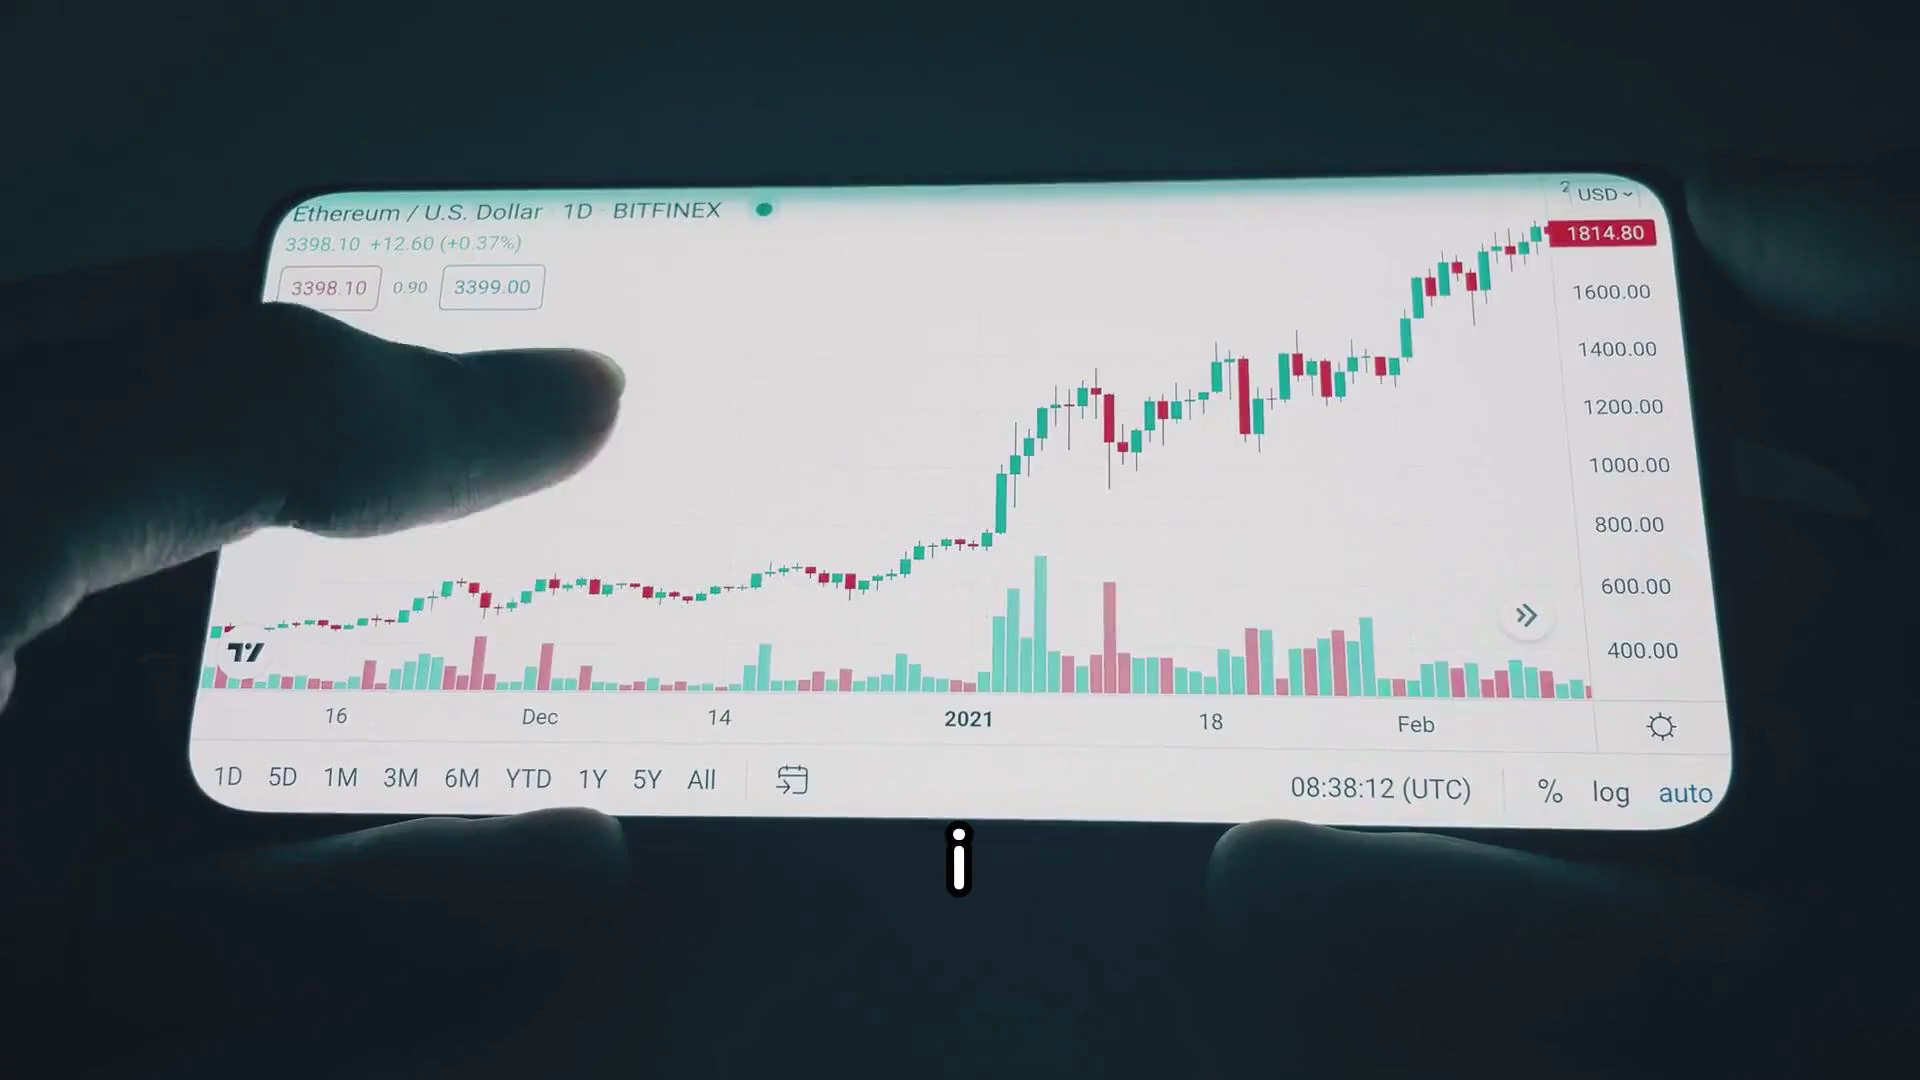 Ethereum / U.S. Dollar · 1D · BITFINEX
USD
3398.10 +12.60 (+0.37%)
1814.80
3398.10 0.90 3399.00
1600.00
1400.00
1200.00
1000.00
800.00
600.00
400.00
16 Dec 14 2021 18 Feb
1D 5D 1M 3M 6M YTD 1Y 5Y All
08:38:12 (UTC) % log auto
i